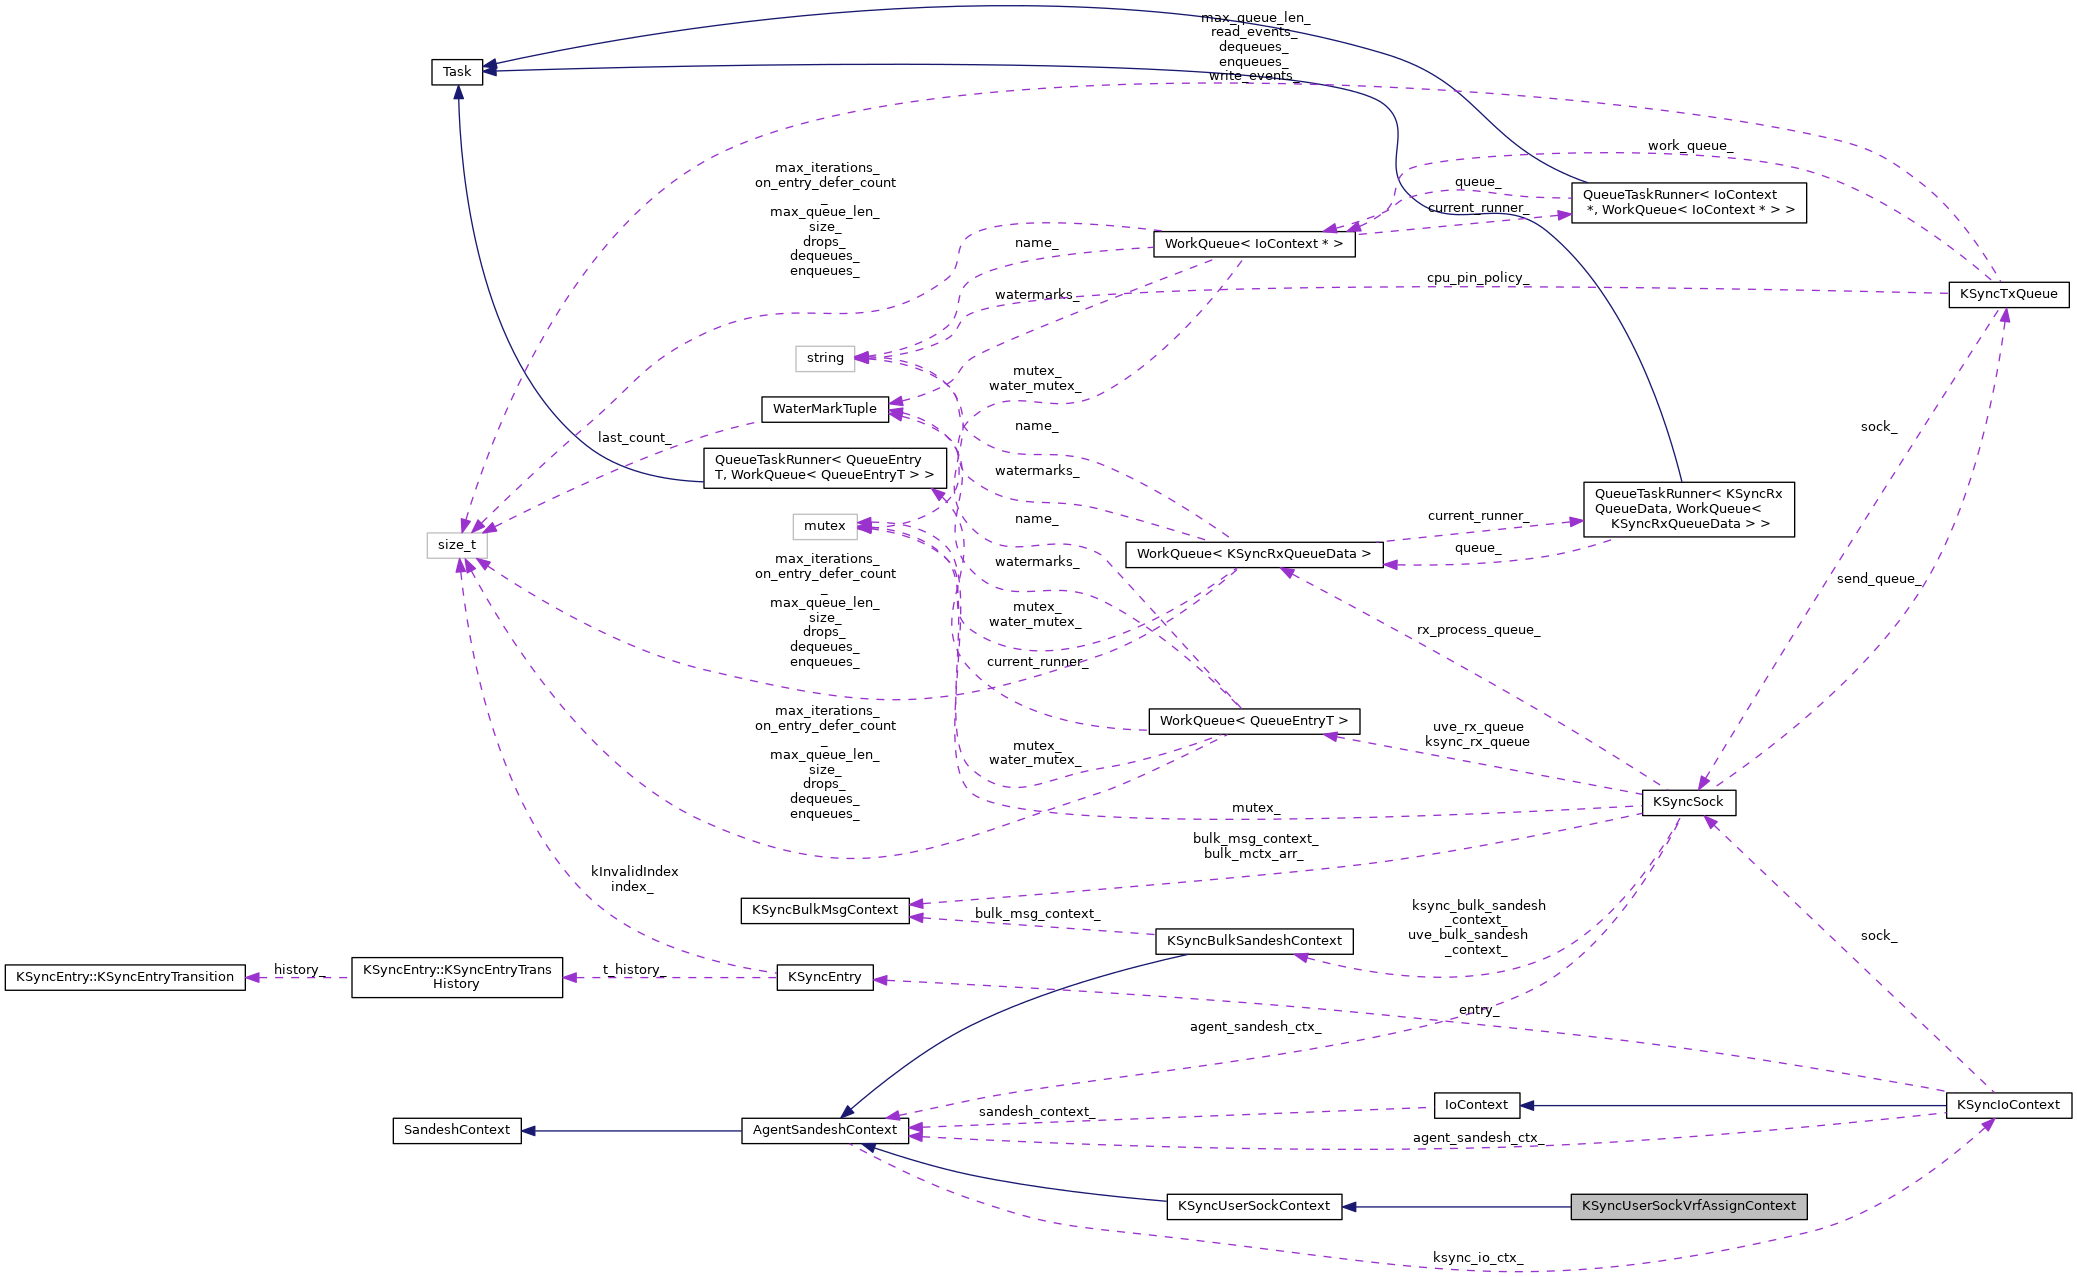 max_queue_len_
read_events_
dequeues_
enqueues_
write_events_
Task
work_queue_
max_iterations_
on_entry_defer_count
_
max_queue_len_
size_
drops_
dequeues_
enqueues_
queue_
current_runner_
QueueTaskRunner< IoContext
*, WorkQueue< IoContext * > >
name_
WorkQueue< IoContext * >
cpu_pin_policy_
watermarks_
KSyncTxQueue
string
mutex_
water_mutex_
WaterMarkTuple
name_
sock_
last_count_
QueueTaskRunner< QueueEntry
T, WorkQueue< QueueEntryT > >
watermarks_
QueueTaskRunner< KSyncRx
QueueData, WorkQueue<
KSyncRxQueueData > >
mutex
name_
current_runner_
size_t
queue_
WorkQueue< KSyncRxQueueData >
max_iterations_
on_entry_defer_count
_
max_queue_len_
size_
drops_
dequeues_
enqueues_
watermarks_
send_queue_
mutex_
water_mutex_
rx_process_queue_
current_runner_
max_iterations_
on_entry_defer_count
_
max_queue_len_
size_
drops_
dequeues_
enqueues_
WorkQueue< QueueEntryT >
uve_rx_queue
ksync_rx_queue
mutex_
water_mutex_
mutex_
KSyncSock
bulk_msg_context_
bulk_mctx_arr_
kInvalidIndex
index_
KSyncBulkMsgContext
bulk_msg_context_
ksync_bulk_sandesh
_context_
uve_bulk_sandesh
_context_
KSyncBulkSandeshContext
sock_
KSyncEntry::KSyncEntryTransition
history_
KSyncEntry::KSyncEntryTrans
History
t_history_
KSyncEntry
entry_
agent_sandesh_ctx_
sandesh_context_
IoContext
KSyncIoContext
SandeshContext
AgentSandeshContext
agent_sandesh_ctx_
KSyncUserSockContext
KSyncUserSockVrfAssignContext
ksync_io_ctx_